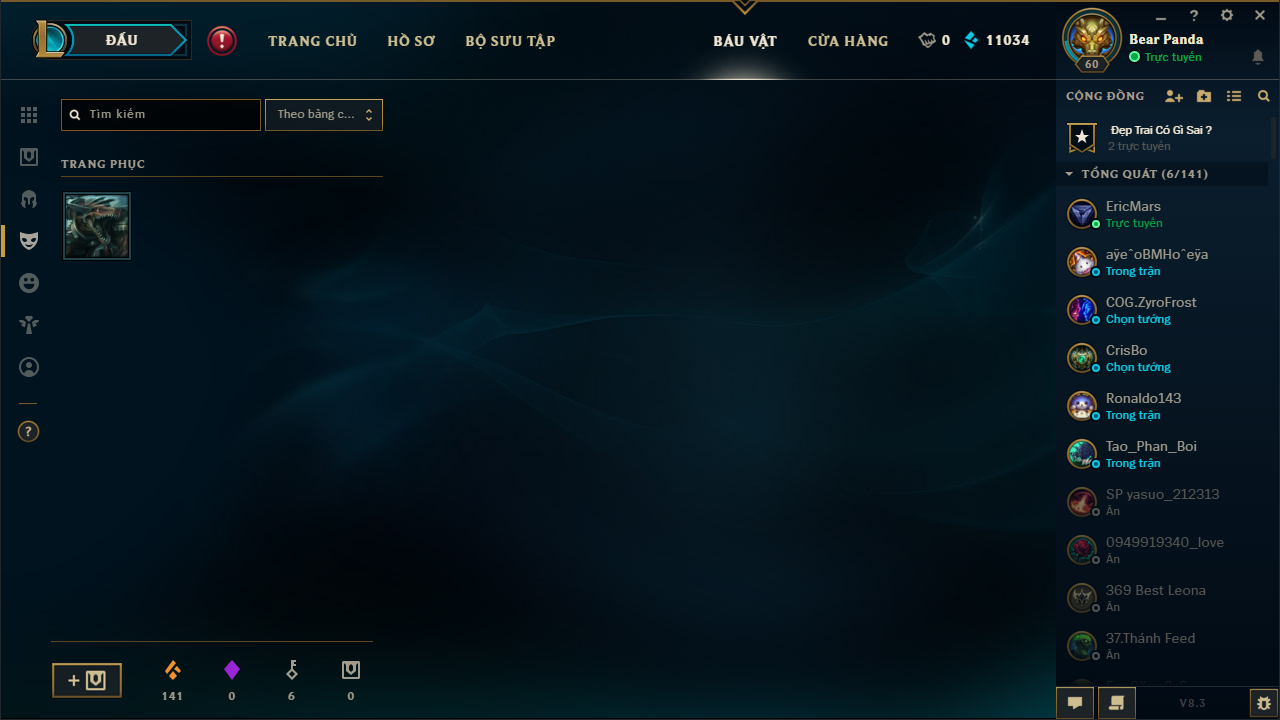 ĐẤU
TRANG CHỦ
HỒ SƠ
BỘ SƯU TẬP
BÁU VẬT
CỬA HÀNG
0
11034
60
Bear Panda
Trực tuyến
Tìm kiếm
Theo bảng c...
TRANG PHỤC
CỘNG ĐỒNG
Đẹp Trai Có Gì Sai ?
2 trực tuyến
TỔNG QUÁT (6/141)
EricMars
Trực tuyến
aÿeˆoBMHoˆeÿa
Trong trận
COG.ZyroFrost
Chọn tướng
CrisBo
Chọn tướng
Ronaldo143
Trong trận
Tao_Phan_Boi
Trong trận
SP yasuo_212313
Ẩn
0949919340_love
Ẩn
369 Best Leona
Ẩn
37.Thánh Feed
Ẩn
141
0
6
0
V8.3